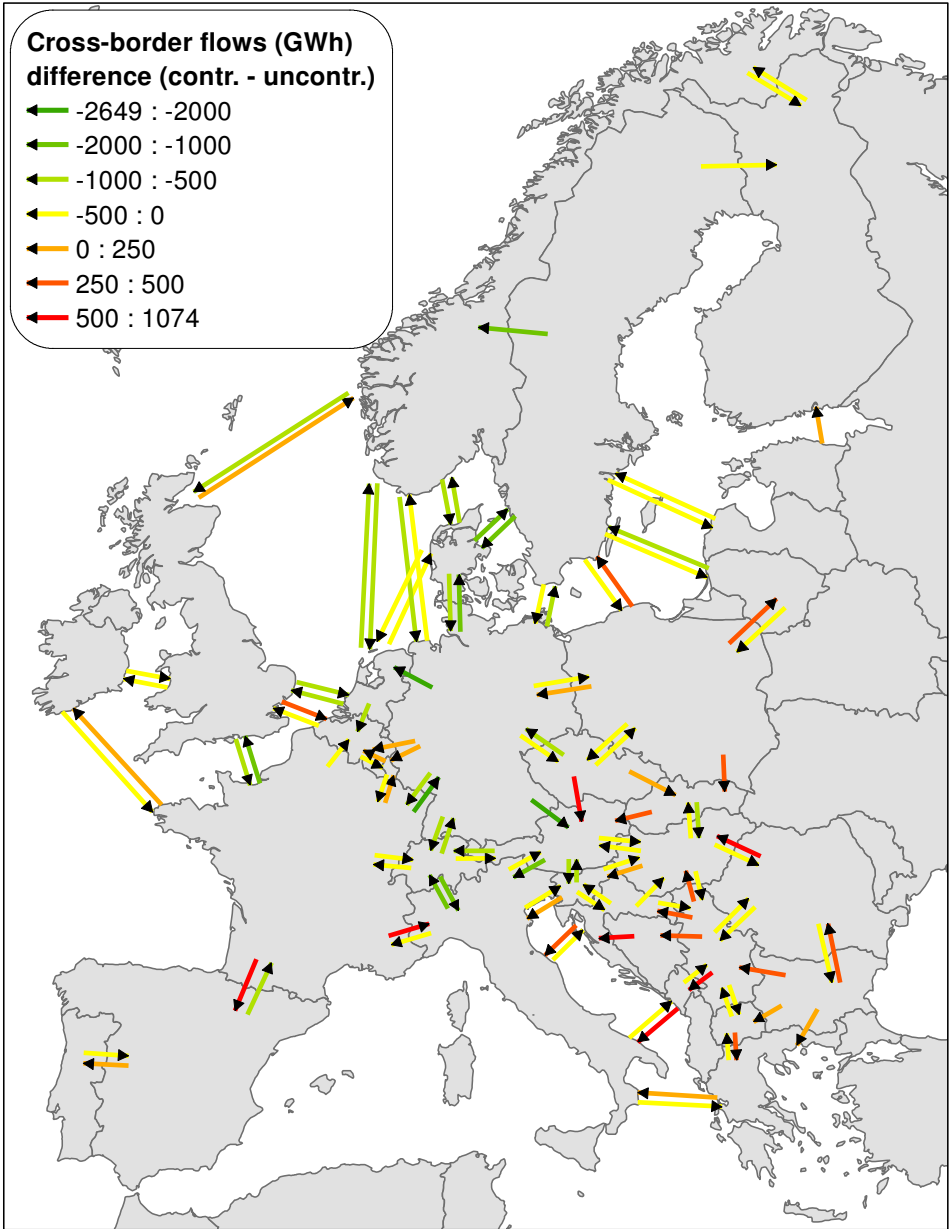 Cross-border flows (GWh)
difference (contr. - uncontr.)
-2649 : -2000
-2000 : -1000
-1000 : -500
-500 : 0
0 : 250
250 : 500
500 : 1074